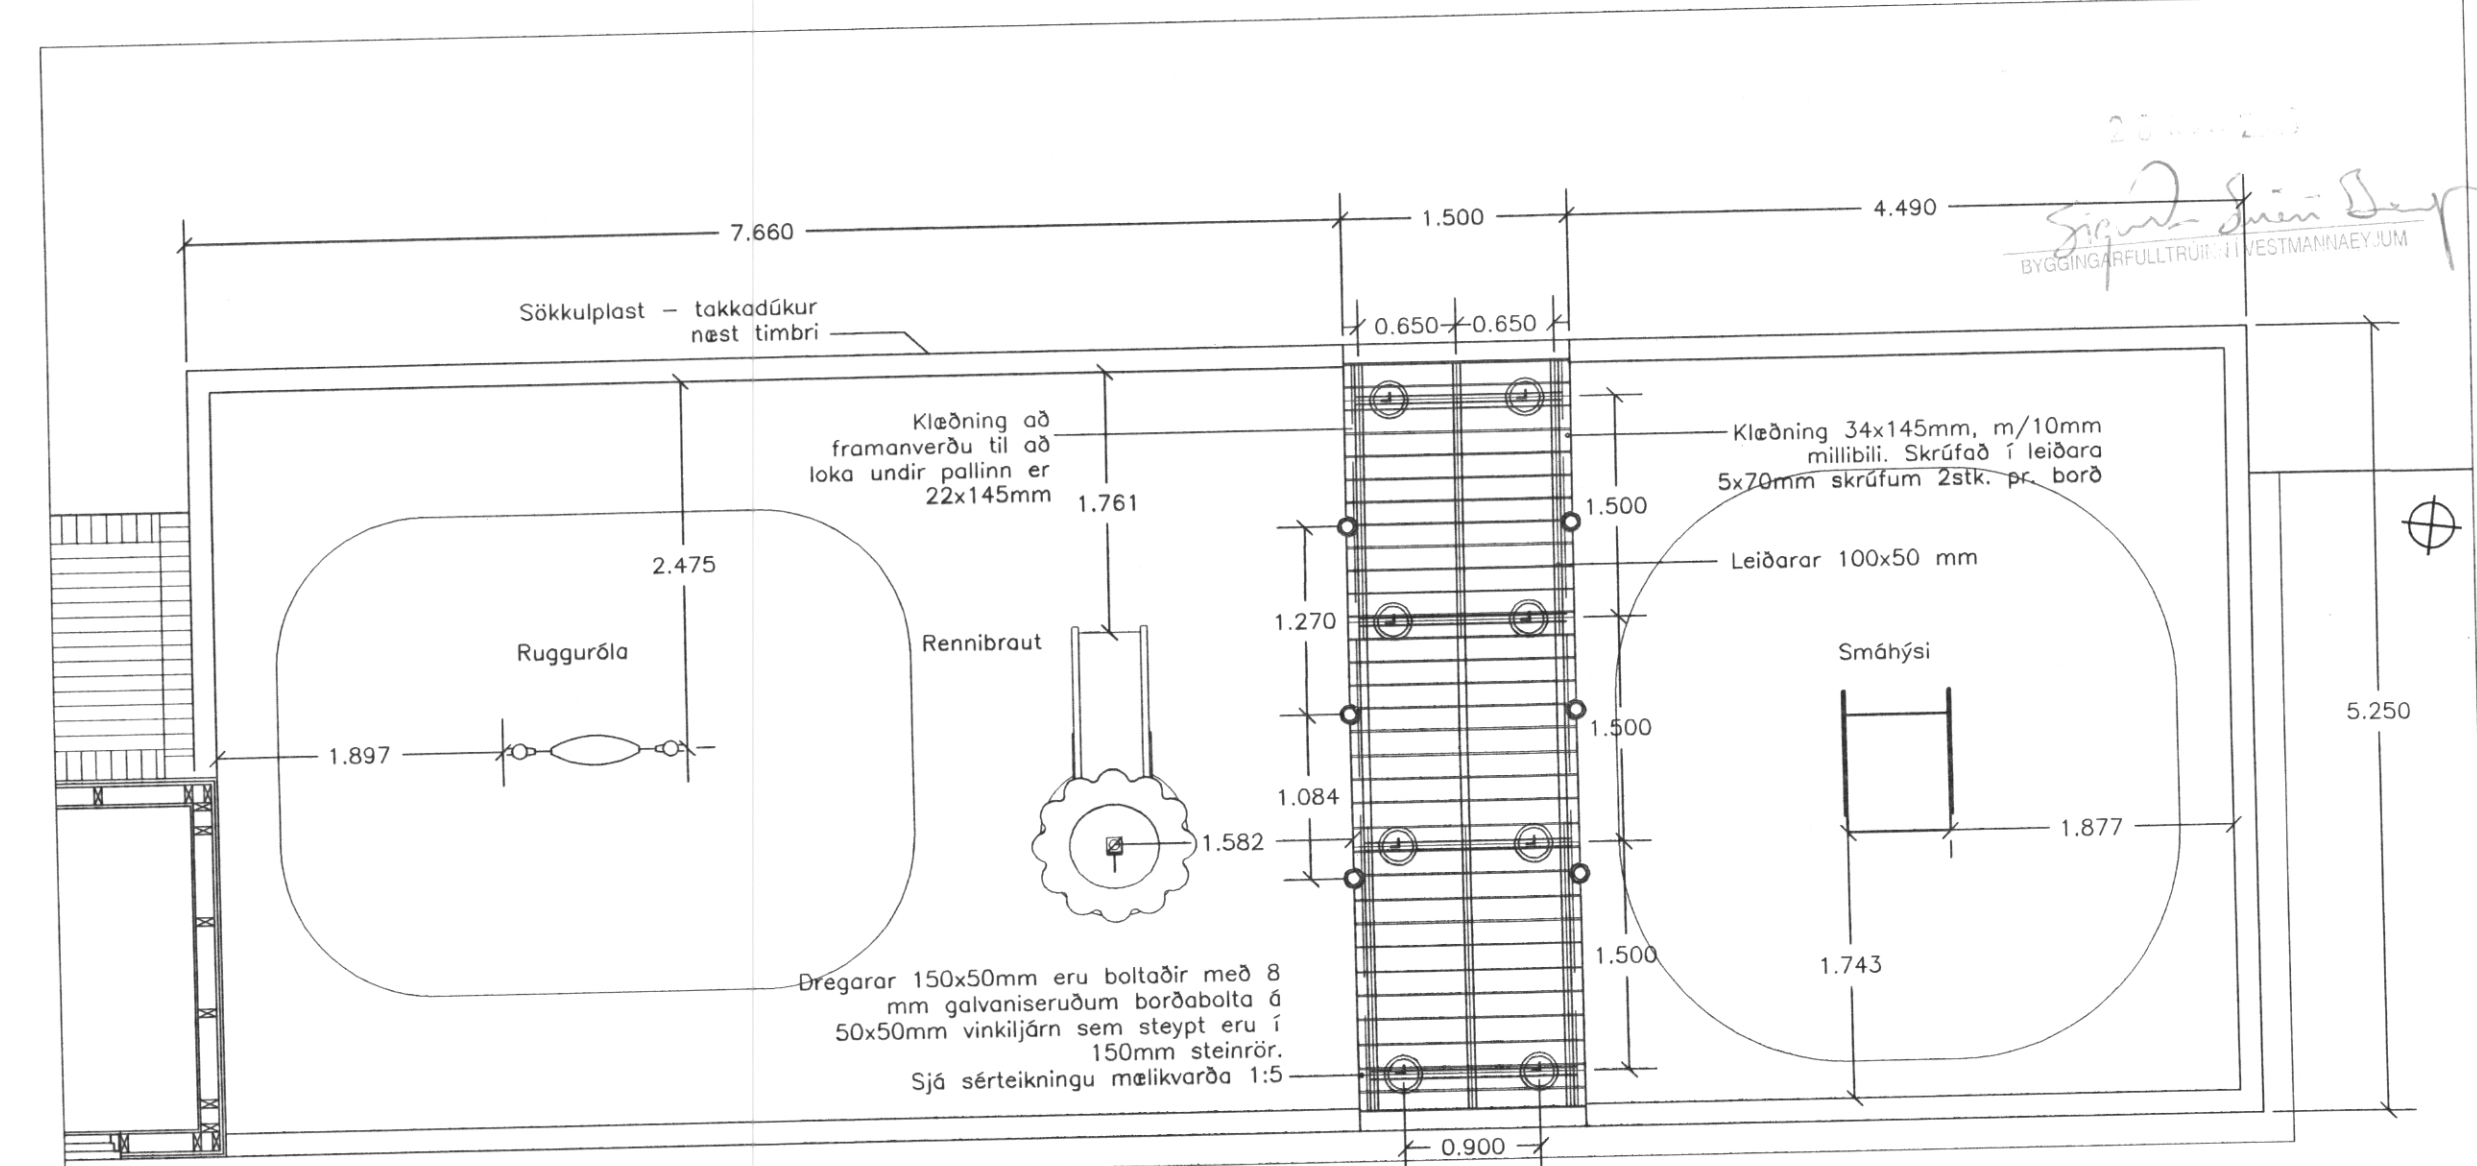 BYGGINGARFULLTRÚINN Í VESTMANNAEYJUM
7.660
1.500
4.490
Sökkulplast – takkadúkur
næst timbri
0.650
0.650
Klæðning að
framanverðu til að
loka undir pallinn er
22x145mm
1.761
2.475
Klæðning 34x145mm, m/10mm
millibili. Skrúfað í leiðara
5x70mm skrúfum 2stk. pr. borð
1.500
Leiðarar 100x50 mm
1.270
Rugguróla
Rennibraut
Smáhýsi
5.250
1.897
1.500
1.084
1.582
1.877
1.500
1.743
Dregarar 150x50mm eru boltaðir með 8
mm galvaniseruðum borðabolta á
50x50mm vinkiljárn sem steypt eru í
150mm steinrör.
Sjá sérteikningu mælikvarða 1:5
0.900